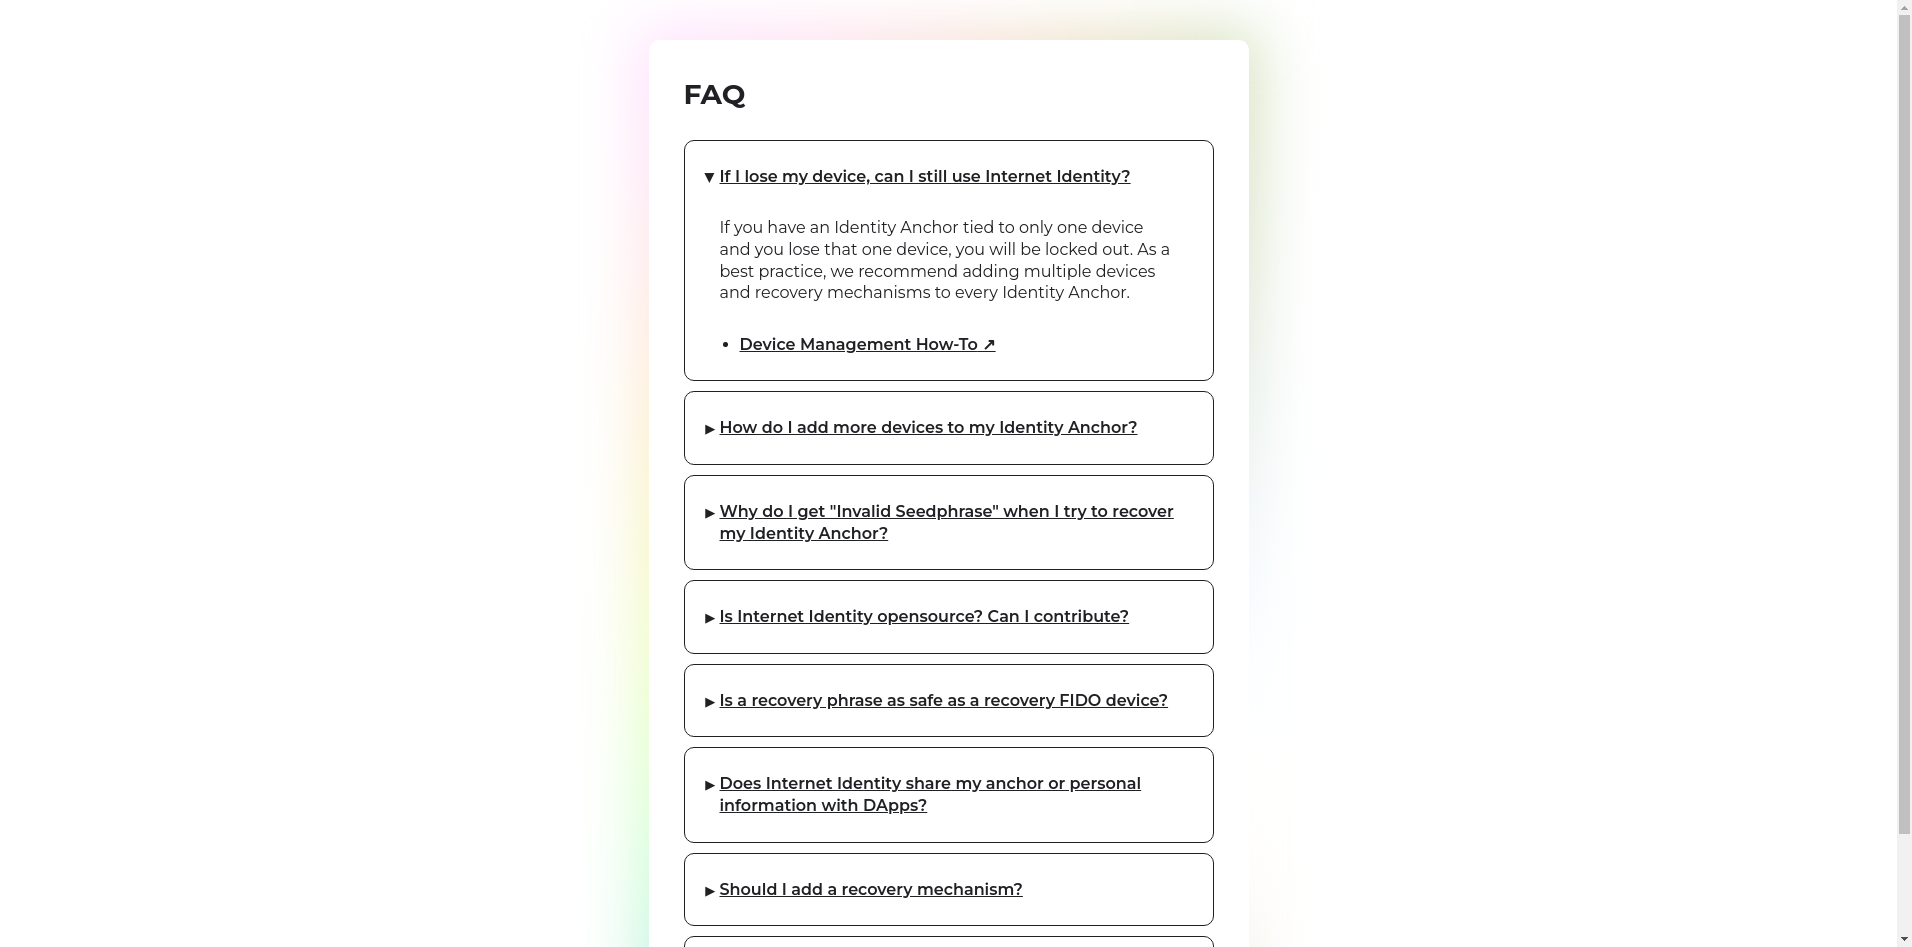 FAQ
▼ If I lose my device, can I still use Internet Identity?
If you have an Identity Anchor tied to only one device
and you lose that one device, you will be locked out. As a
best practice, we recommend adding multiple devices
and recovery mechanisms to every Identity Anchor.
• Device Management How-To ↗
▶ How do I add more devices to my Identity Anchor?
▶ Why do I get "Invalid Seedphrase" when I try to recover
my Identity Anchor?
▶ Is Internet Identity opensource? Can I contribute?
▶ Is a recovery phrase as safe as a recovery FIDO device?
▶ Does Internet Identity share my anchor or personal
information with DApps?
▶ Should I add a recovery mechanism?